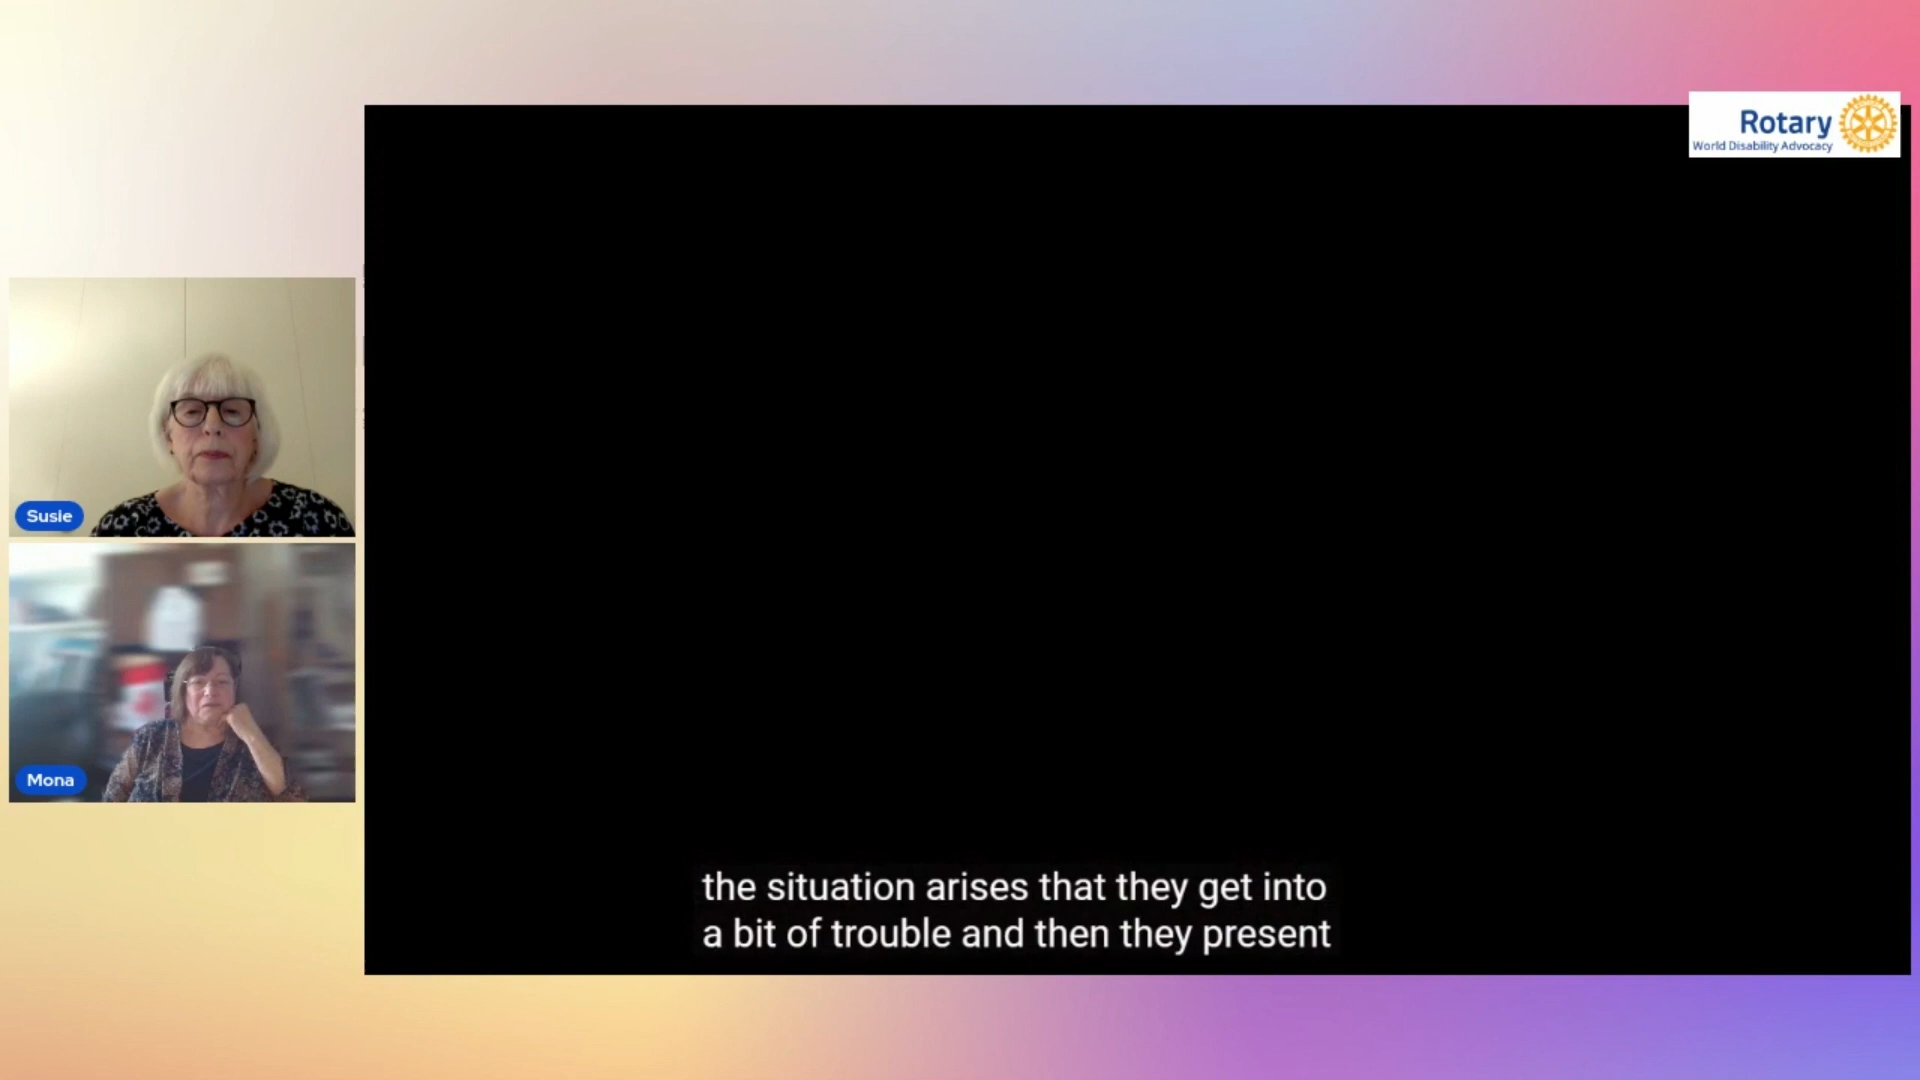 Rotary
World Disability Advocacy
Susie
Mona
the situation arises that they get into
a bit of trouble and then they present